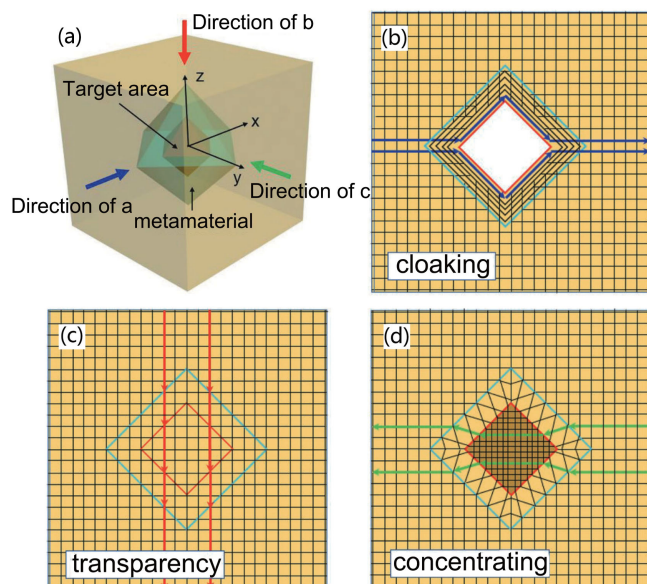 (a)
Direction of b
z
Target area
x
y
Direction of a
Direction of c
metamaterial
(b)
cloaking
(c)
transparency
(d)
concentrating